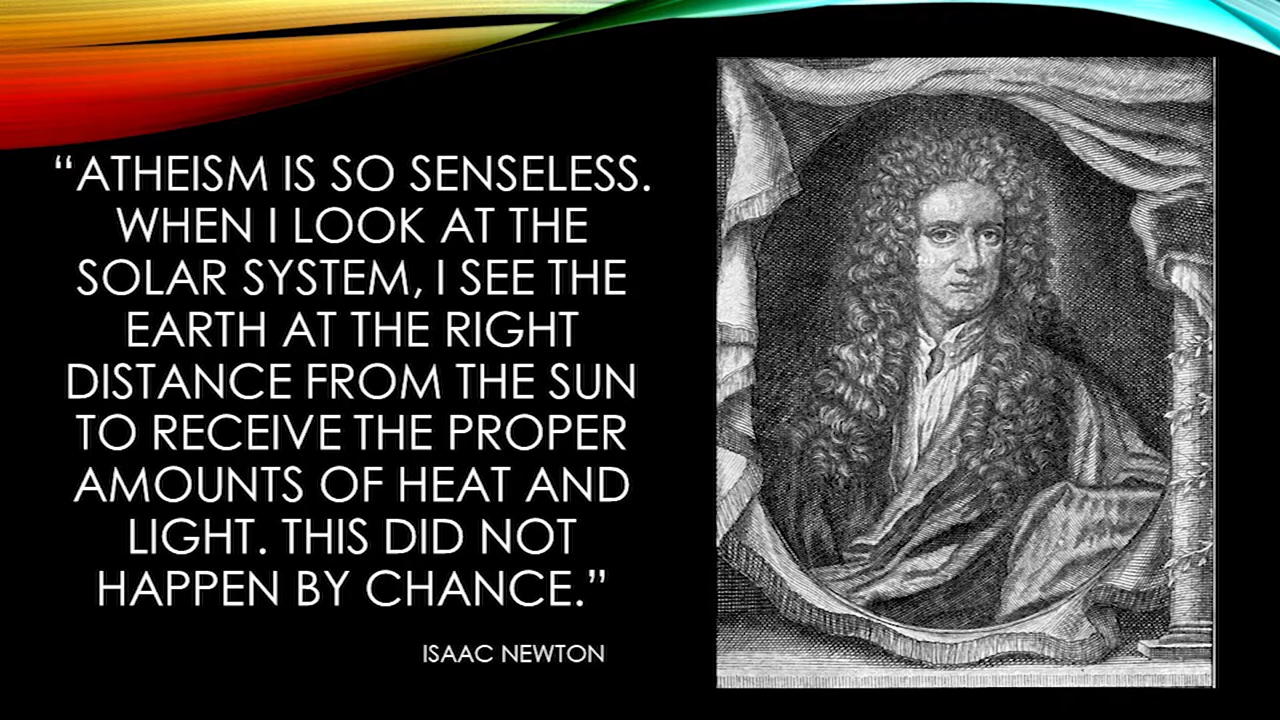 “ATHEISM IS SO SENSELESS.
WHEN I LOOK AT THE
SOLAR SYSTEM, I SEE THE
EARTH AT THE RIGHT
DISTANCE FROM THE SUN
TO RECEIVE THE PROPER
AMOUNTS OF HEAT AND
LIGHT. THIS DID NOT
HAPPEN BY CHANCE.”
ISAAC NEWTON